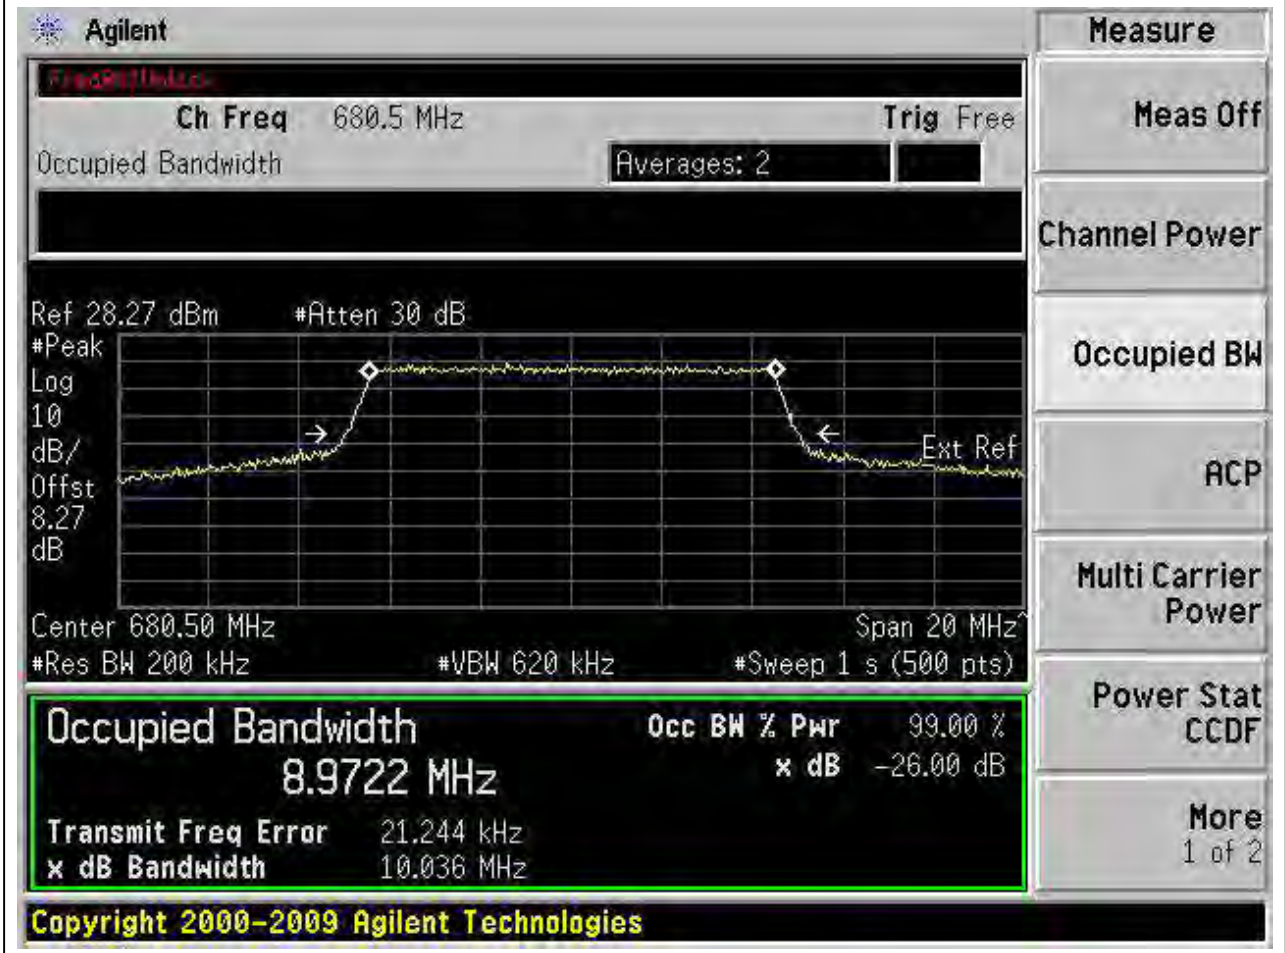 Agilent
Measure
Ch Freq 680.5 MHz Trig Free
Occupied Bandwidth Averages: 2
Ref 28.27 dBm #Atten 30 dB
#Peak
Log
10
dB/
Offst
8.27
dB
Ext Ref
Center 680.50 MHz Span 20 MHz^
#Res BW 200 kHz #VBW 620 kHz #Sweep 1 s (500 pts)
Occupied Bandwidth Occ BW % Pwr 99.00 %
8.9722 MHz x dB -26.00 dB
Transmit Freq Error 21.244 kHz
x dB Bandwidth 10.036 MHz
Copyright 2000-2009 Agilent Technologies
Meas Off
Channel Power
Occupied BW
ACP
Multi Carrier
Power
Power Stat
CCDF
More
1 of 2